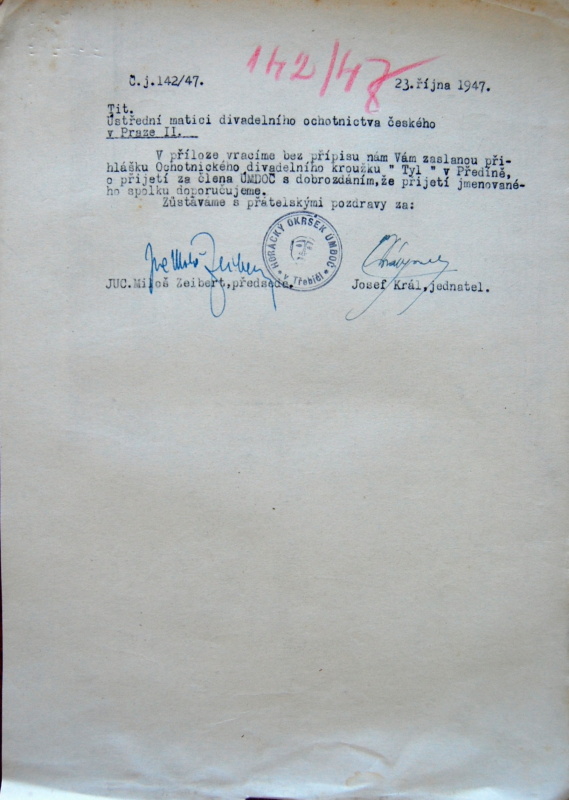 142/47
Č.j.142/47.
23.října 1947.
Tit.
Ústřední matici divadelního ochotnictva českého
v Praze II.
V příloze vracíme bez přípisu nám Vám zaslanou při-
hlášku Ochotnického divadelního kroužku " Tyl " v Předíně,
o přijetí za člena ÚMDOČ s dobrozdáním,že přijetí jmenované-
ho spolku doporučujeme.
Zůstáváme s přátelskými pozdravy za:
HORÁCKÝ OKRSEK ÚMDOČ
v Třebíči
JUC.Miloš Zeibert,předseda.
Josef Král,jednatel.